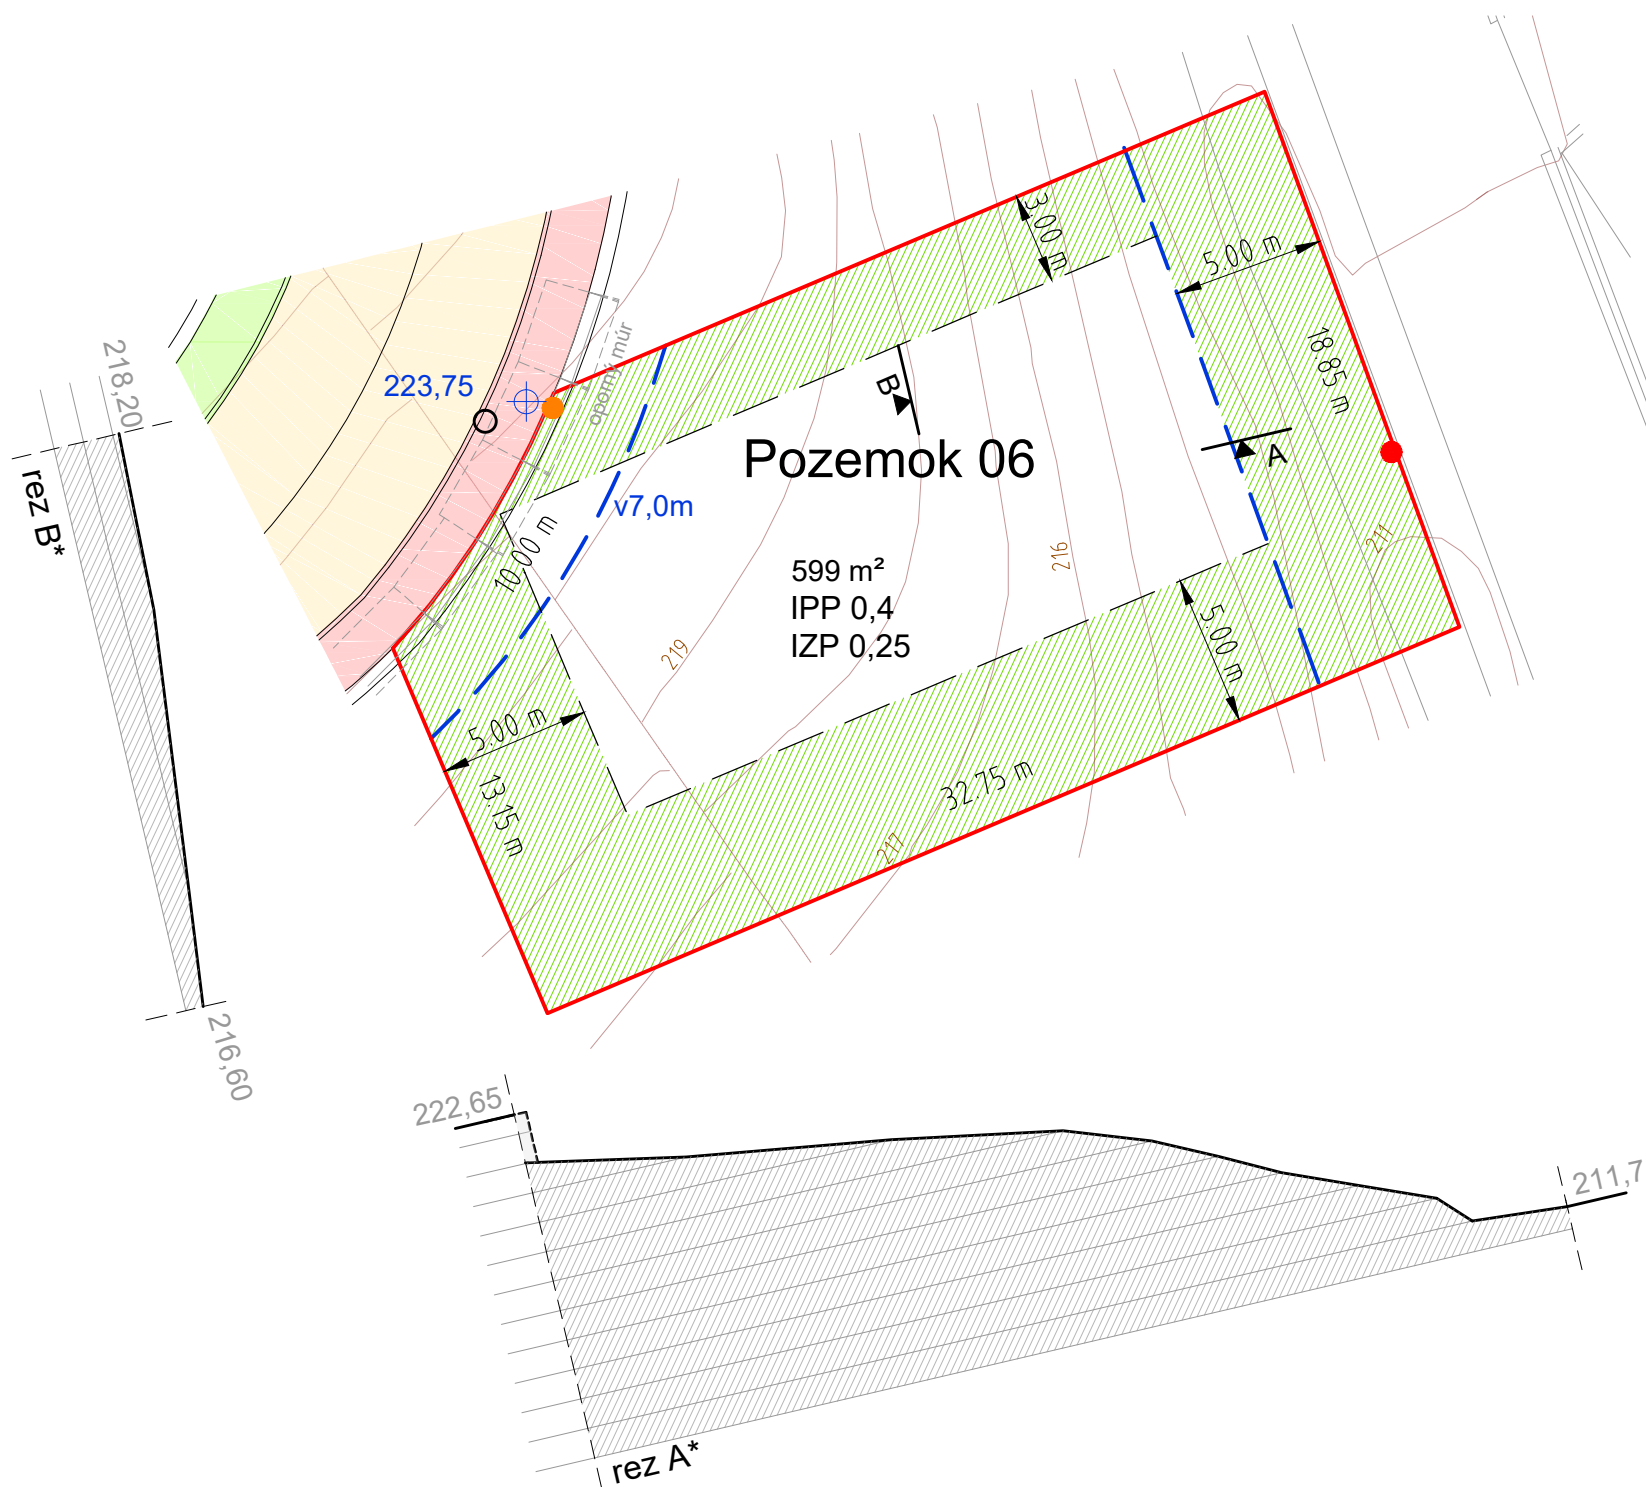 3.00 m
5.00 m
18.85 m
oporný múr
223,75
218,20
rez B*
B
Pozemok 06
A
v7,0m
10.00 m
599 m²
IPP 0,4
IZP 0,25
216
211
219
5.00 m
5.00 m
13.15 m
32.75 m
217
216,60
222,65
211,7
rez A*